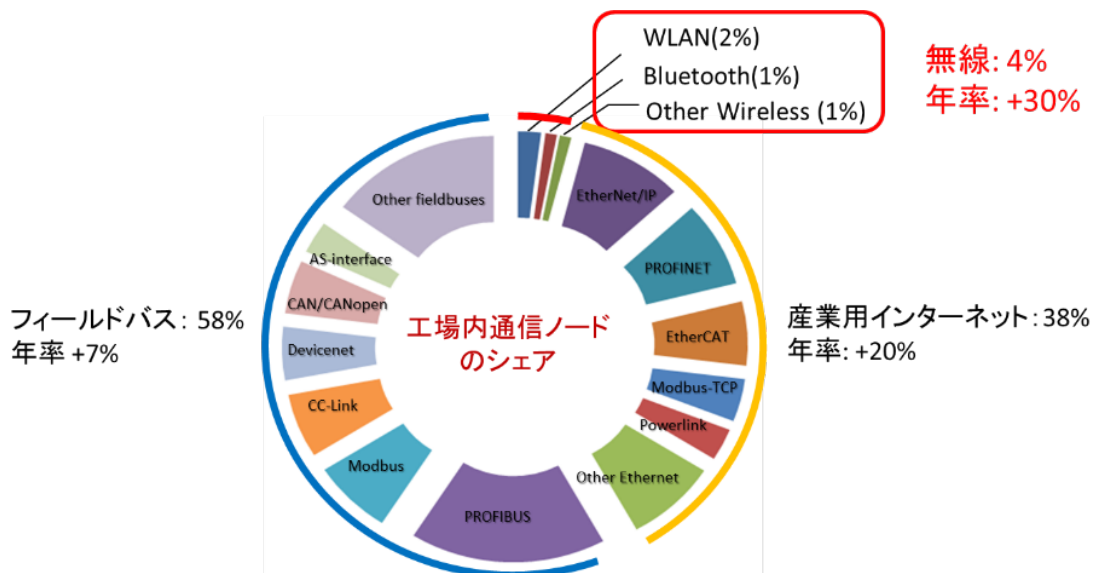 WLAN(2%)
Bluetooth(1%)
Other Wireless (1%)
無線: 4%
年率: +30%
Other fieldbuses
EtherNet/IP
AS-interface
PROFINET
CAN/CANopen
フィールドバス: 58%
年率 +7%
Devicenet
工場内通信ノード
のシェア
EtherCAT
産業用インターネット: 38%
年率: +20%
Modbus-TCP
CC-Link
Powerlink
Modbus
Other Ethernet
PROFIBUS